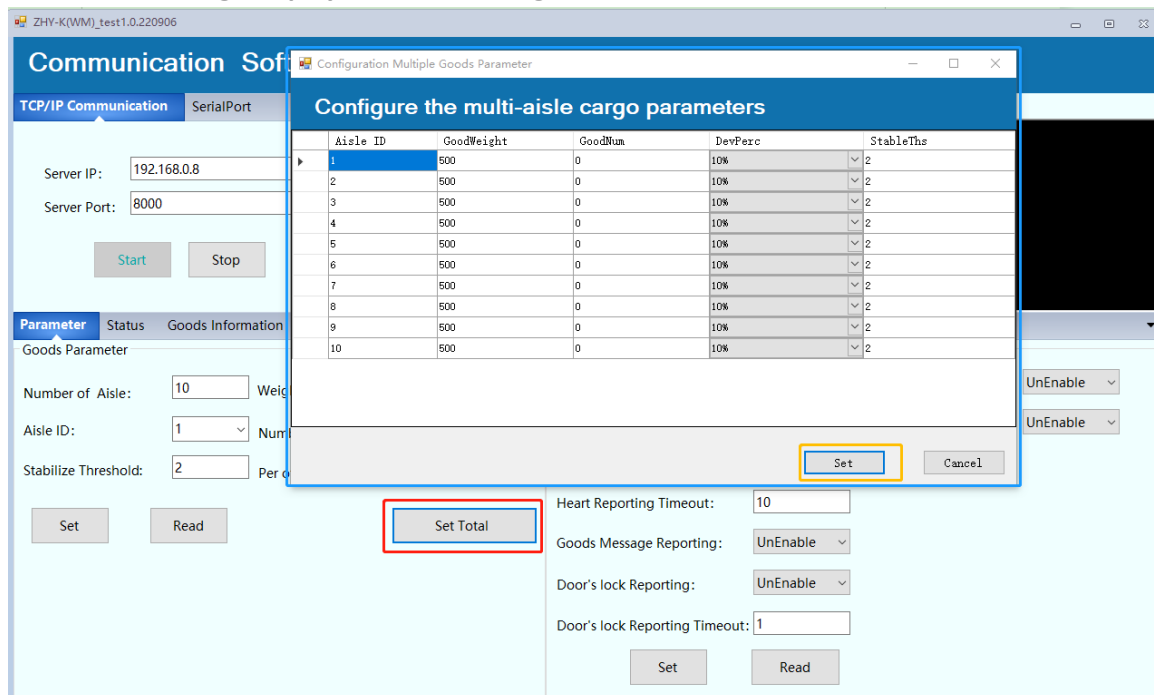 ZHY-K(WM)_test1.0.220906
Communication Soft
Configuration Multiple Goods Parameter
Configure the multi-aisle cargo parameters
TCP/IP Communication SerialPort
Aisle ID GoodWeight GoodNum DevPerc StableThs
1 500 0 10% 2
2 500 0 10% 2
3 500 0 10% 2
4 500 0 10% 2
5 500 0 10% 2
6 500 0 10% 2
7 500 0 10% 2
8 500 0 10% 2
9 500 0 10% 2
10 500 0 10% 2
Set Cancel
Server IP: 192.168.0.8
Server Port: 8000
Start Stop
Parameter Status Goods Information
Goods Parameter
Number of Aisle: 10 Weig
Aisle ID: 1 Num
Stabilize Threshold: 2 Per
Set Read Set Total
UnEnable
UnEnable
Heart Reporting Timeout: 10
Goods Message Reporting: UnEnable
Door's lock Reporting: UnEnable
Door's lock Reporting Timeout: 1
Set Read